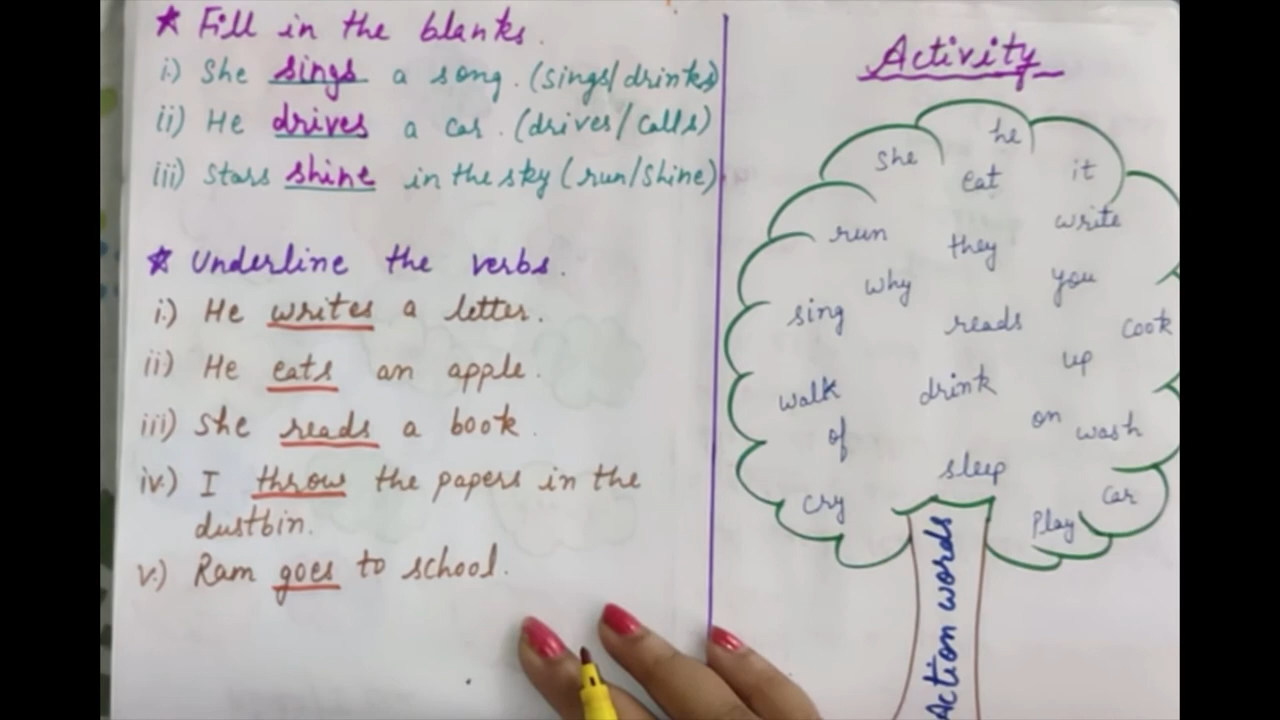 ★ Fill in the blanks.
i) She sings a song. (sings/drinks)
ii) He drives a car. (drives/calls)
iii) Stars shine in the sky (run/shine)
★ Underline the verbs.
i.) He writes a letter.
ii) He eats an apple.
iii) She reads a book.
iv.) I throw the papers in the
dustbin.
v.) Ram goes to school.
Activity
he
she
eat
it
write
run
they
why
you
sing
reads
cook
up
walk
drink
on
wash
of
sleep
cry
car
Play
Action words